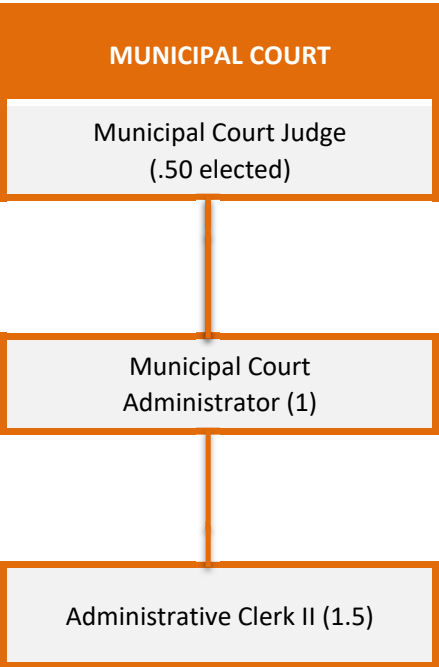 MUNICIPAL COURT
Municipal Court Judge
(.50 elected)
Municipal Court
Administrator (1)
Administrative Clerk II (1.5)